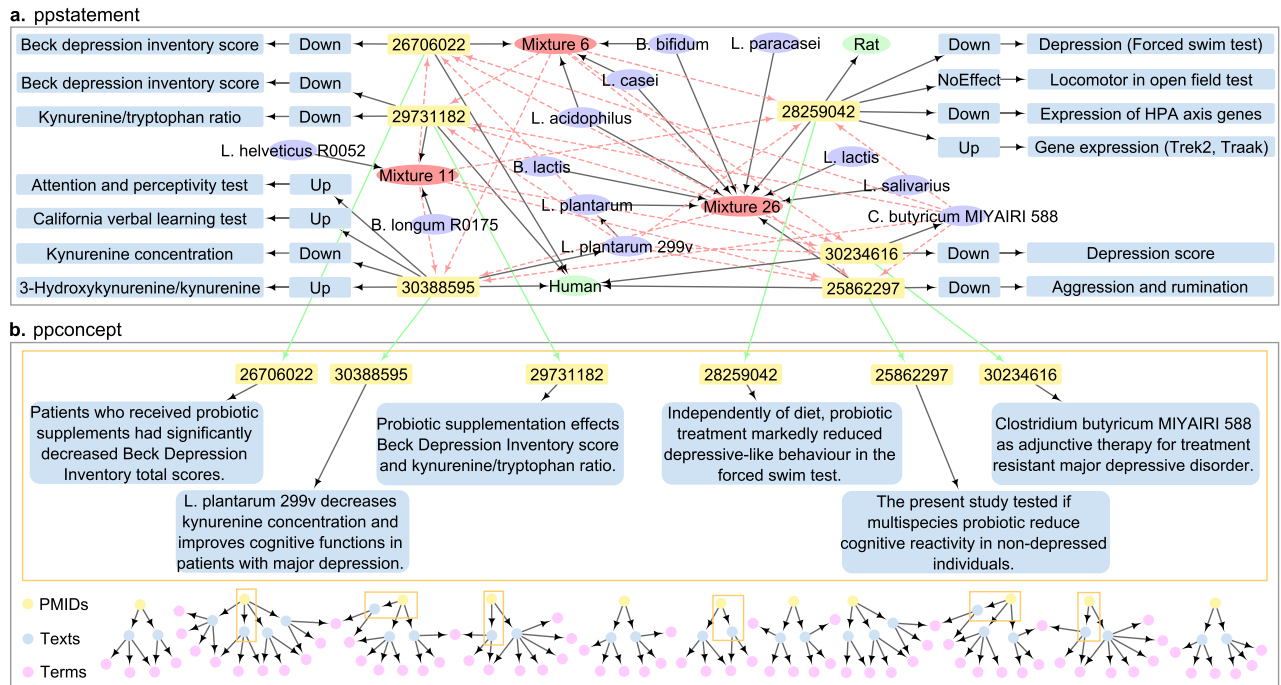 a. ppstatement
Beck depression inventory score
Down
26706022
Mixture 6
B. bifidum
L. paracasei
Rat
Down
Depression (Forced swim test)
Beck depression inventory score
Down
L. casei
NoEffect
Locomotor in open field test
Kynurenine/tryptophan ratio
Down
29731182
L. acidophilus
28259042
Down
Expression of HPA axis genes
L. helveticus R0052
Up
Gene expression (Trek2, Traak)
Mixture 11
B. lactis
L. lactis
Attention and perceptivity test
Up
L. salivarius
California verbal learning test
Up
B. longum R0175
L. plantarum
Mixture 26
C. butyricum MIYAIRI 588
Kynurenine concentration
Down
L. plantarum 299v
30234616
Down
Depression score
3-Hydroxykynurenine/kynurenine
Up
30388595
Human
25862297
Down
Aggression and rumination
b. ppconcept
26706022
30388595
29731182
28259042
25862297
30234616
Patients who received probiotic
supplements had significantly
decreased Beck Depression
Inventory total scores.
Probiotic supplementation effects
Beck Depression Inventory score
and kynurenine/tryptophan ratio.
Independently of diet, probiotic
treatment markedly reduced
depressive-like behaviour in the
forced swim test.
Clostridium butyricum MIYAIRI 588
as adjunctive therapy for treatment
resistant major depressive disorder.
L. plantarum 299v decreases
kynurenine concentration and
improves cognitive functions in
patients with major depression.
The present study tested if
multispecies probiotic reduce
cognitive reactivity in non-depressed
individuals.
PMIDs
Texts
Terms